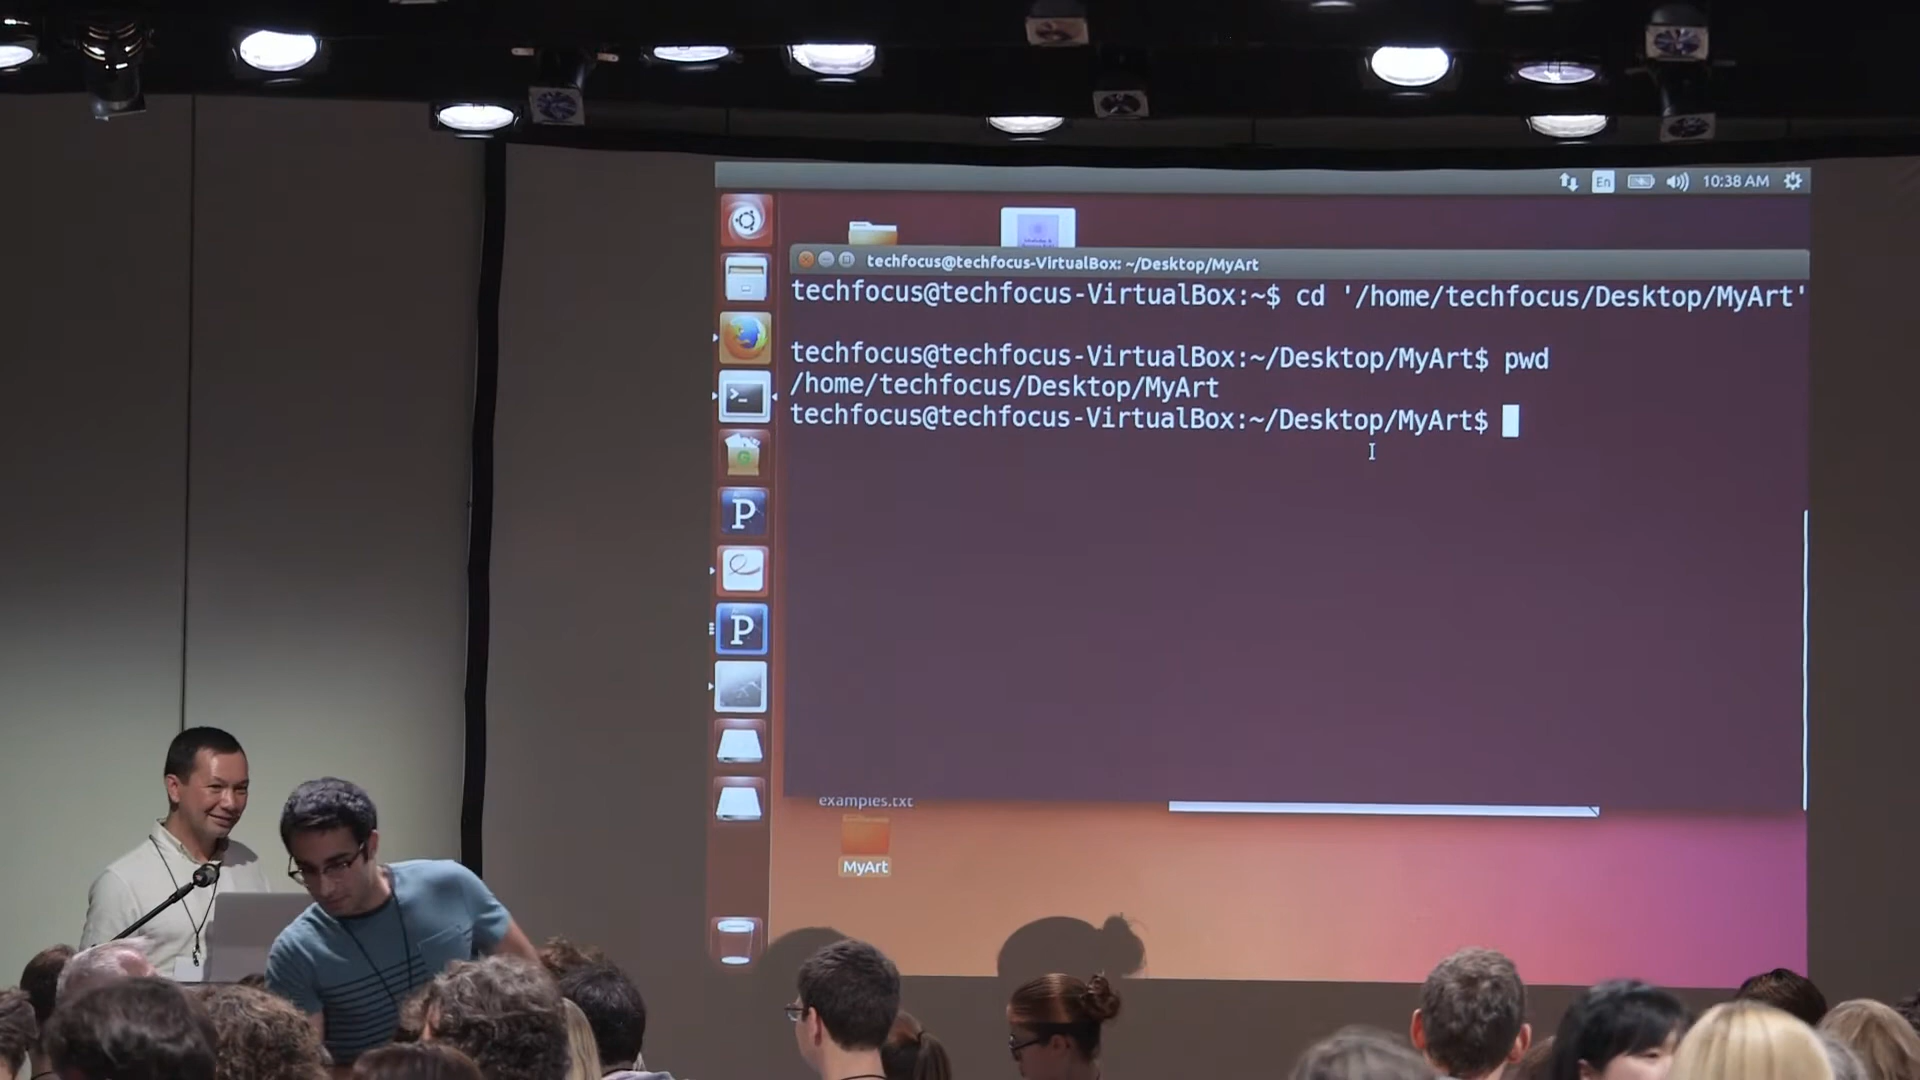 En 10:38 AM
techfocus@techfocus-VirtualBox: ~/Desktop/MyArt
techfocus@techfocus-VirtualBox:~$ cd '/home/techfocus/Desktop/MyArt'
techfocus@techfocus-VirtualBox:~/Desktop/MyArt$ pwd
/home/techfocus/Desktop/MyArt
techfocus@techfocus-VirtualBox:~/Desktop/MyArt$
P
P
examples.txt
MyArt